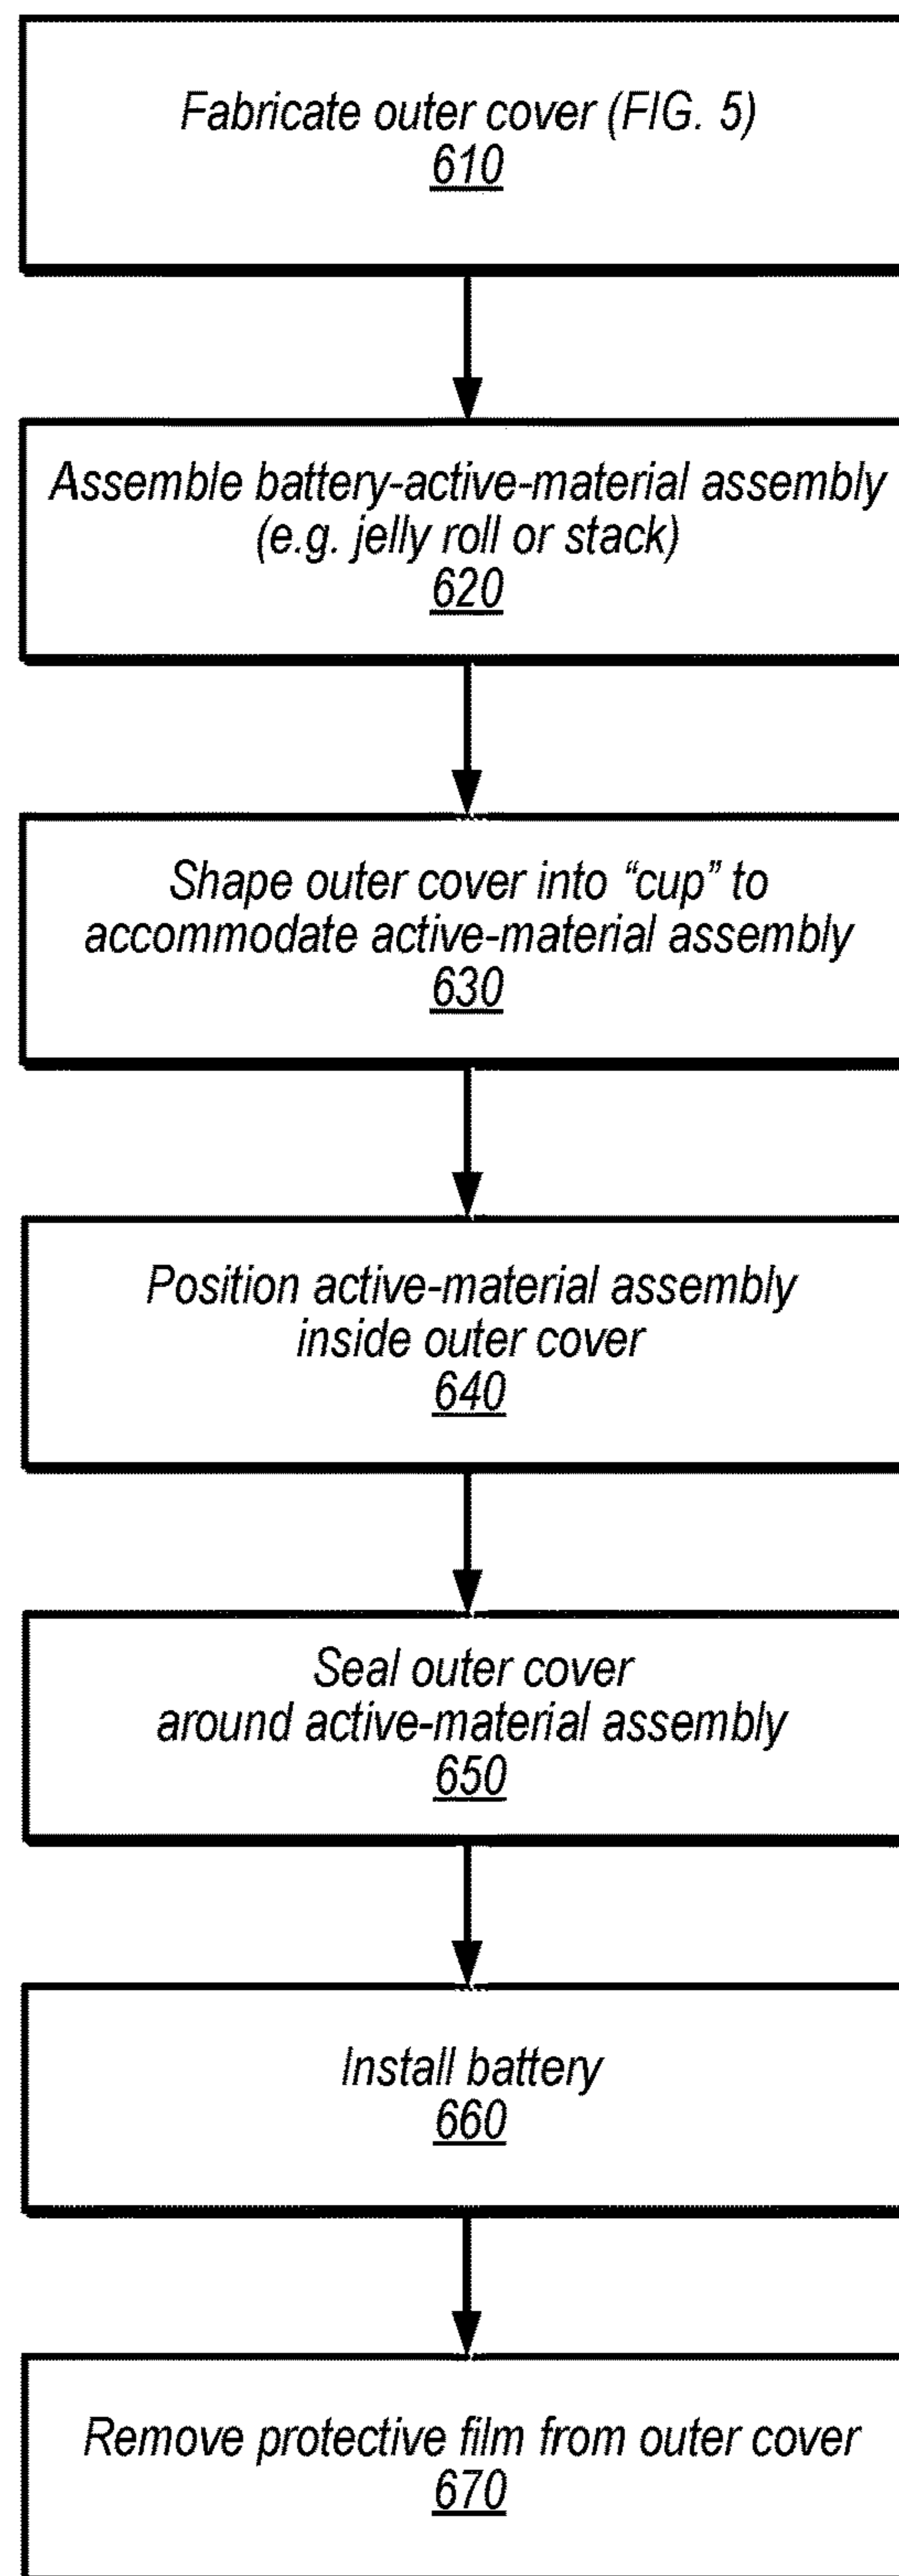 Fabricate outer cover (FIG. 5)
610
Assemble battery-active-material assembly
(e.g. jelly roll or stack)
620
Shape outer cover into “cup” to
accommodate active-material assembly
630
Position active-material assembly
inside outer cover
640
Seal outer cover
around active-material assembly
650
Install battery
660
Remove protective film from outer cover
670